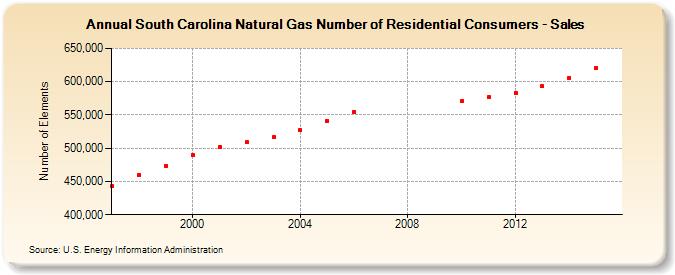 Annual South Carolina Natural Gas Number of Residential Consumers - Sales
Number of Elements
650,000
600,000
550,000
500,000
450,000
400,000
2000 2004 2008 2012
Source: U.S. Energy Information Administration